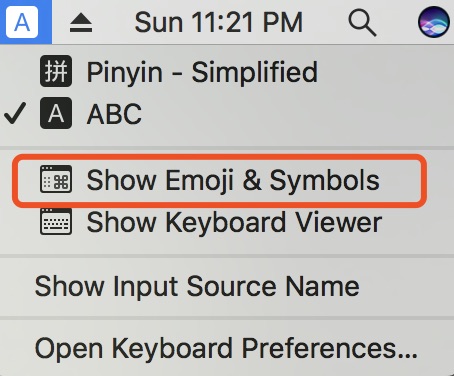 A Sun 11:21 PM
拼 Pinyin - Simplified
✓ A ABC
⌘ Show Emoji & Symbols
Show Keyboard Viewer
Show Input Source Name
Open Keyboard Preferences...